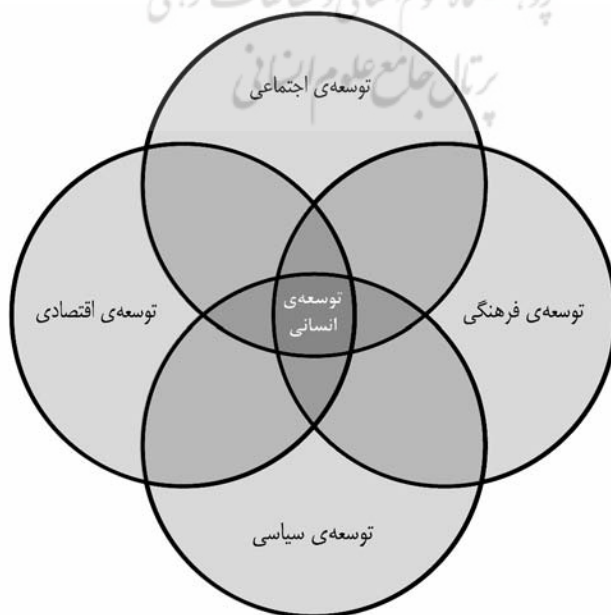 پرتال جامع علوم انسانی
توسعه‌ی اجتماعی
توسعه‌ی فرهنگی
توسعه‌ی
انسانی
توسعه‌ی اقتصادی
توسعه‌ی سیاسی